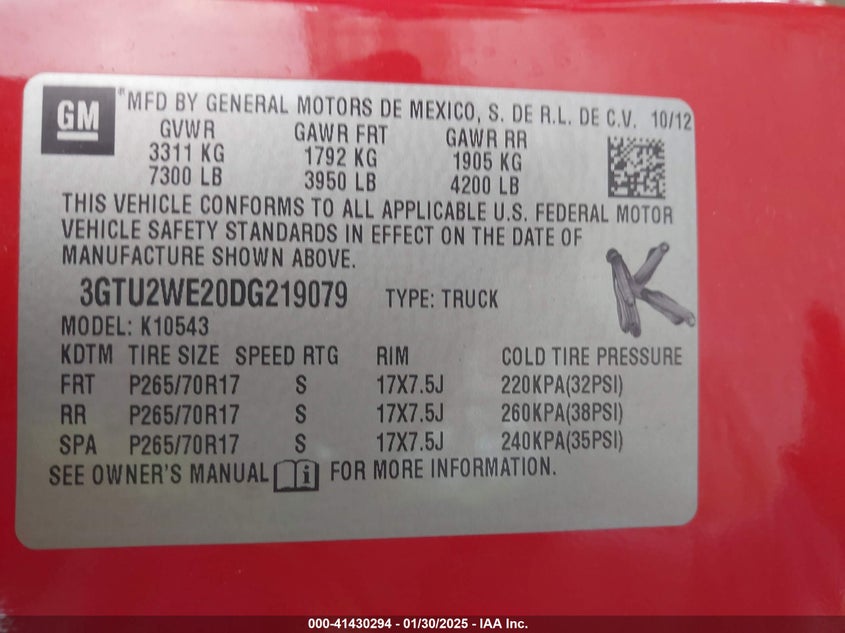 GM
*MFD BY GENERAL MOTORS DE MEXICO, S. DE R.L. DE C.V. 10/12
GVWR GAWR FRT GAWR RR
3311 KG 1792 KG 1905 KG
7300 LB 3950 LB 4200 LB
THIS VEHICLE CONFORMS TO ALL APPLICABLE U.S. FEDERAL MOTOR
VEHICLE SAFETY STANDARDS IN EFFECT ON THE DATE OF
MANUFACTURE SHOWN ABOVE.
3GTU2WE20DG219079 TYPE: TRUCK
MODEL: K10543
KDTM TIRE SIZE SPEED RTG RIM COLD TIRE PRESSURE
FRT P265/70R17 S 17X7.5J 220KPA(32PSI)
RR P265/70R17 S 17X7.5J 260KPA(38PSI)
SPA P265/70R17 S 17X7.5J 240KPA(35PSI)
SEE OWNER'S MANUAL i FOR MORE INFORMATION.
K
000-41430294 - 01/30/2025 - IAA Inc.